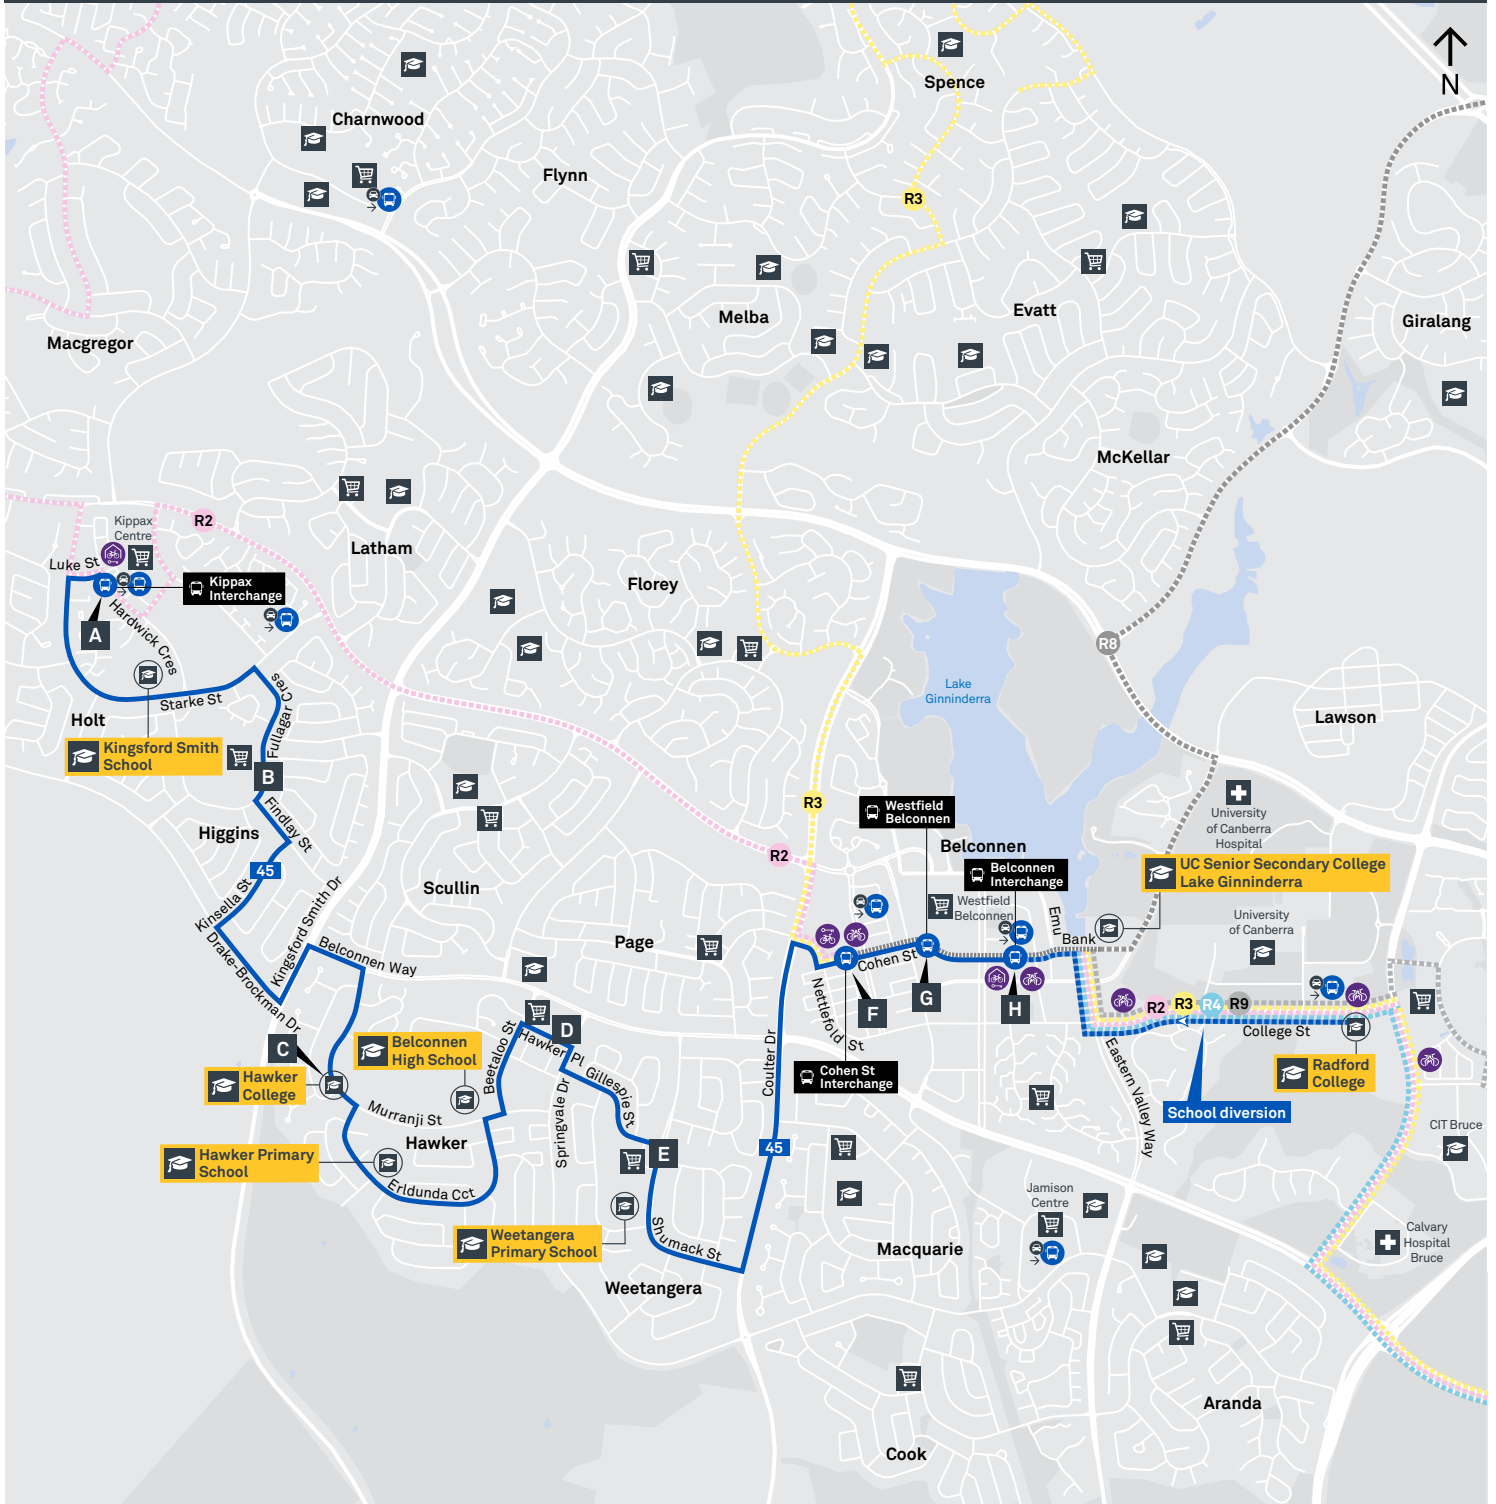 N
Spence
Charnwood
Flynn
R3
Melba
Evatt
Giralang
Macgregor
McKellar
R2
Kippax
Centre
Latham
Luke St
Kippax
Interchange
Florey
A
Hardwick Cres
R8
Lake
Ginninderra
Starke St
Fullagar Cres
Holt
Lawson
Kingsford Smith
School
B
Findlay St
Higgins
R3
Westfield
Belconnen
University
of Canberra
Hospital
R2
Belconnen
45
Belconnen
Interchange
UC Senior Secondary College
Lake Ginninderra
Scullin
Kinsella St
Kingsford Smith Dr
Westfield
Belconnen
Emu
Bank
University
of Canberra
Drake-Brockman Dr
Belconnen Way
Page
Cohen St
Nettlefold St
F
G
H
R2
R3
R4
R9
College St
C
Belconnen
High School
Beetaloo St
D
Hawker Pl
Gillespie St
Springvale Dr
Coulter Dr
Cohen St
Interchange
Eastern Valley Way
School diversion
Radford
College
Hawker
College
Murranji St
Hawker
CIT Bruce
Hawker Primary
School
E
45
Erldunda Cct
Jamison
Centre
Weetangera
Primary School
Shumack St
Macquarie
Calvary
Hospital
Bruce
Weetangera
Aranda
Cook